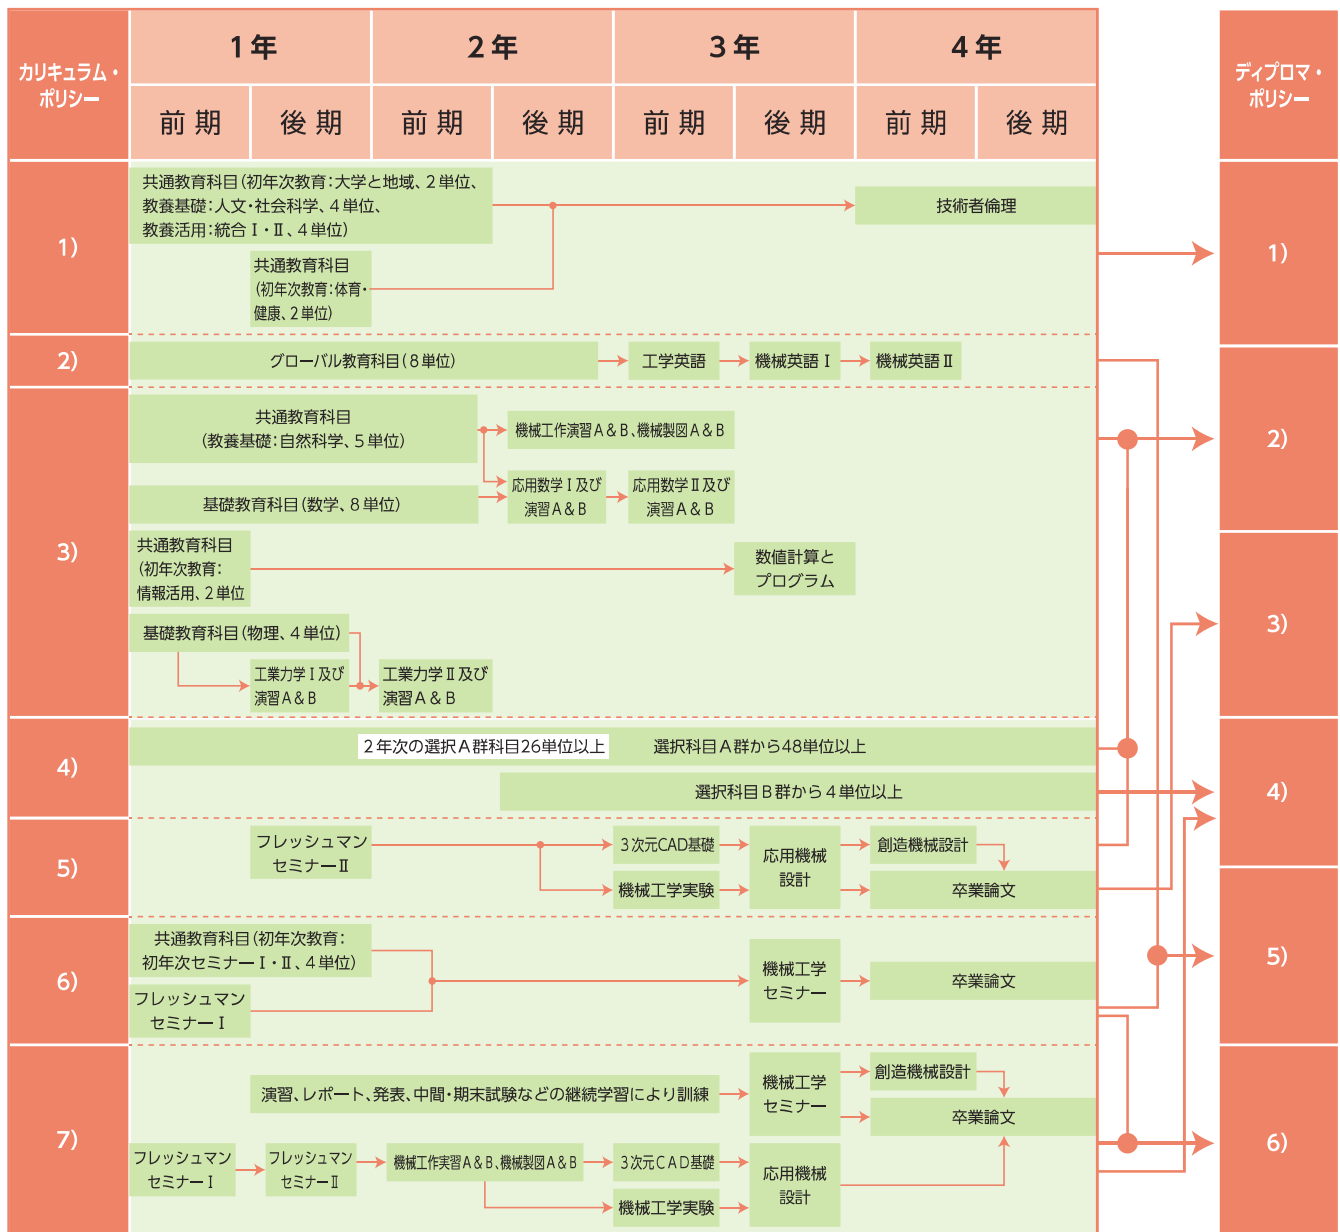 カリキュラム・
ポリシー
1年
2年
3年
4年
ディプロマ・
ポリシー
前期
後期
前期
後期
前期
後期
前期
後期
1)
共通教育科目(初年次教育:大学と地域、2単位、
教養基礎:人文・社会科学、4単位、
教養活用:統合Ⅰ・Ⅱ、4単位)
技術者倫理
共通教育科目
(初年次教育:体育・
健康、2単位)
1)
2)
グローバル教育科目(8単位)
工学英語
機械英語Ⅰ
機械英語Ⅱ
2)
3)
共通教育科目
(教養基礎:自然科学、5単位)
機械工作演習A&B、機械製図A&B
基礎教育科目(数学、8単位)
応用数学Ⅰ及び
演習A&B
応用数学Ⅱ及び
演習A&B
共通教育科目
(初年次教育:
情報活用、2単位
数値計算と
プログラム
基礎教育科目(物理、4単位)
工業力学Ⅰ及び
演習A&B
工業力学Ⅱ及び
演習A&B
3)
4)
2年次の選択A群科目26単位以上
選択科目A群から48単位以上
選択科目B群から4単位以上
4)
5)
フレッシュマン
セミナーⅡ
3次元CAD基礎
機械工学実験
応用機械
設計
創造機械設計
卒業論文
6)
共通教育科目(初年次教育:
初年次セミナーⅠ・Ⅱ、4単位)
フレッシュマン
セミナーⅠ
機械工学
セミナー
卒業論文
5)
7)
演習、レポート、発表、中間・期末試験などの継続学習により訓練
機械工学
セミナー
創造機械設計
卒業論文
フレッシュマン
セミナーⅠ
フレッシュマン
セミナーⅡ
機械工作実習A&B、機械製図A&B
3次元CAD基礎
機械工学実験
応用機械
設計
6)